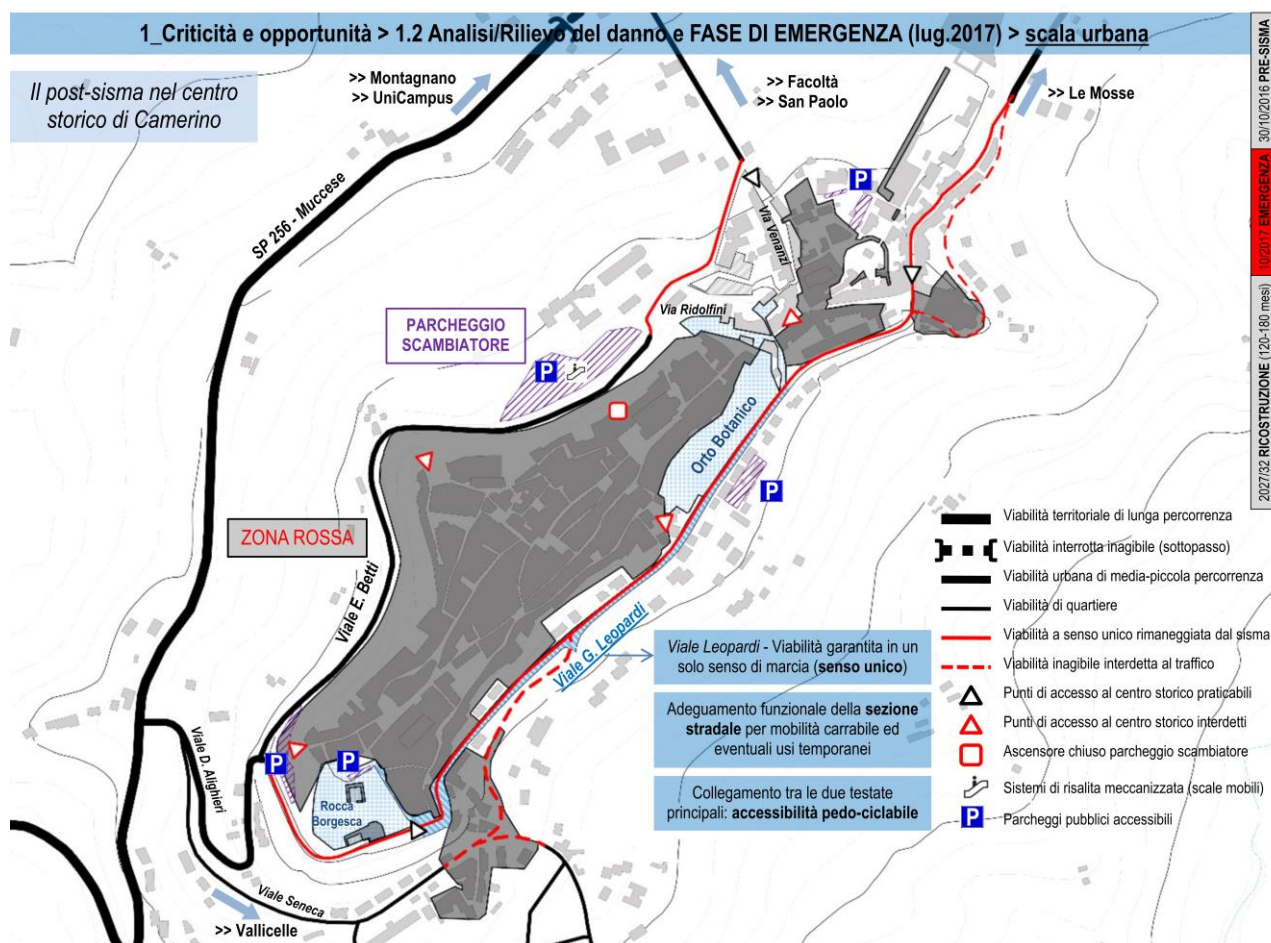 1_Criticità e opportunità > 1.2 Analisi/Rilievo del danno e FASE DI EMERGENZA (lug.2017) > scala urbana
Il post-sisma nel centro
storico di Camerino
>> Montagnano
>> UniCampus
>> Facoltà
>> San Paolo
>> Le Mosse
30/10/2016 PRE-SISMA
10/2017 EMERGENZA
2027/32 RICOSTRUZIONE (120-180 mesi)
SP 256 - Muccese
P
Via Venanzi
Via Ridolfini
PARCHEGGIO
SCAMBIATORE
P
Orto Botanico
P
ZONA ROSSA
Viale E. Betti
Viale G. Leopardi
Viale D. Alighieri
P
P
Rocca
Borgesca
Viale Seneca
>> Vallicelle
Viale Leopardi - Viabilità garantita in un
solo senso di marcia (senso unico)
Adeguamento funzionale della sezione
stradale per mobilità carrabile ed
eventuali usi temporanei
Collegamento tra le due testate
principali: accessibilità pedo-ciclabile
Viabilità territoriale di lunga percorrenza
Viabilità interrotta inagibile (sottopasso)
Viabilità urbana di media-piccola percorrenza
Viabilità di quartiere
Viabilità a senso unico rimaneggiata dal sisma
Viabilità inagibile interdetta al traffico
Punti di accesso al centro storico praticabili
Punti di accesso al centro storico interdetti
Ascensore chiuso parcheggio scambiatore
Sistemi di risalita meccanizzata (scale mobili)
P Parcheggi pubblici accessibili